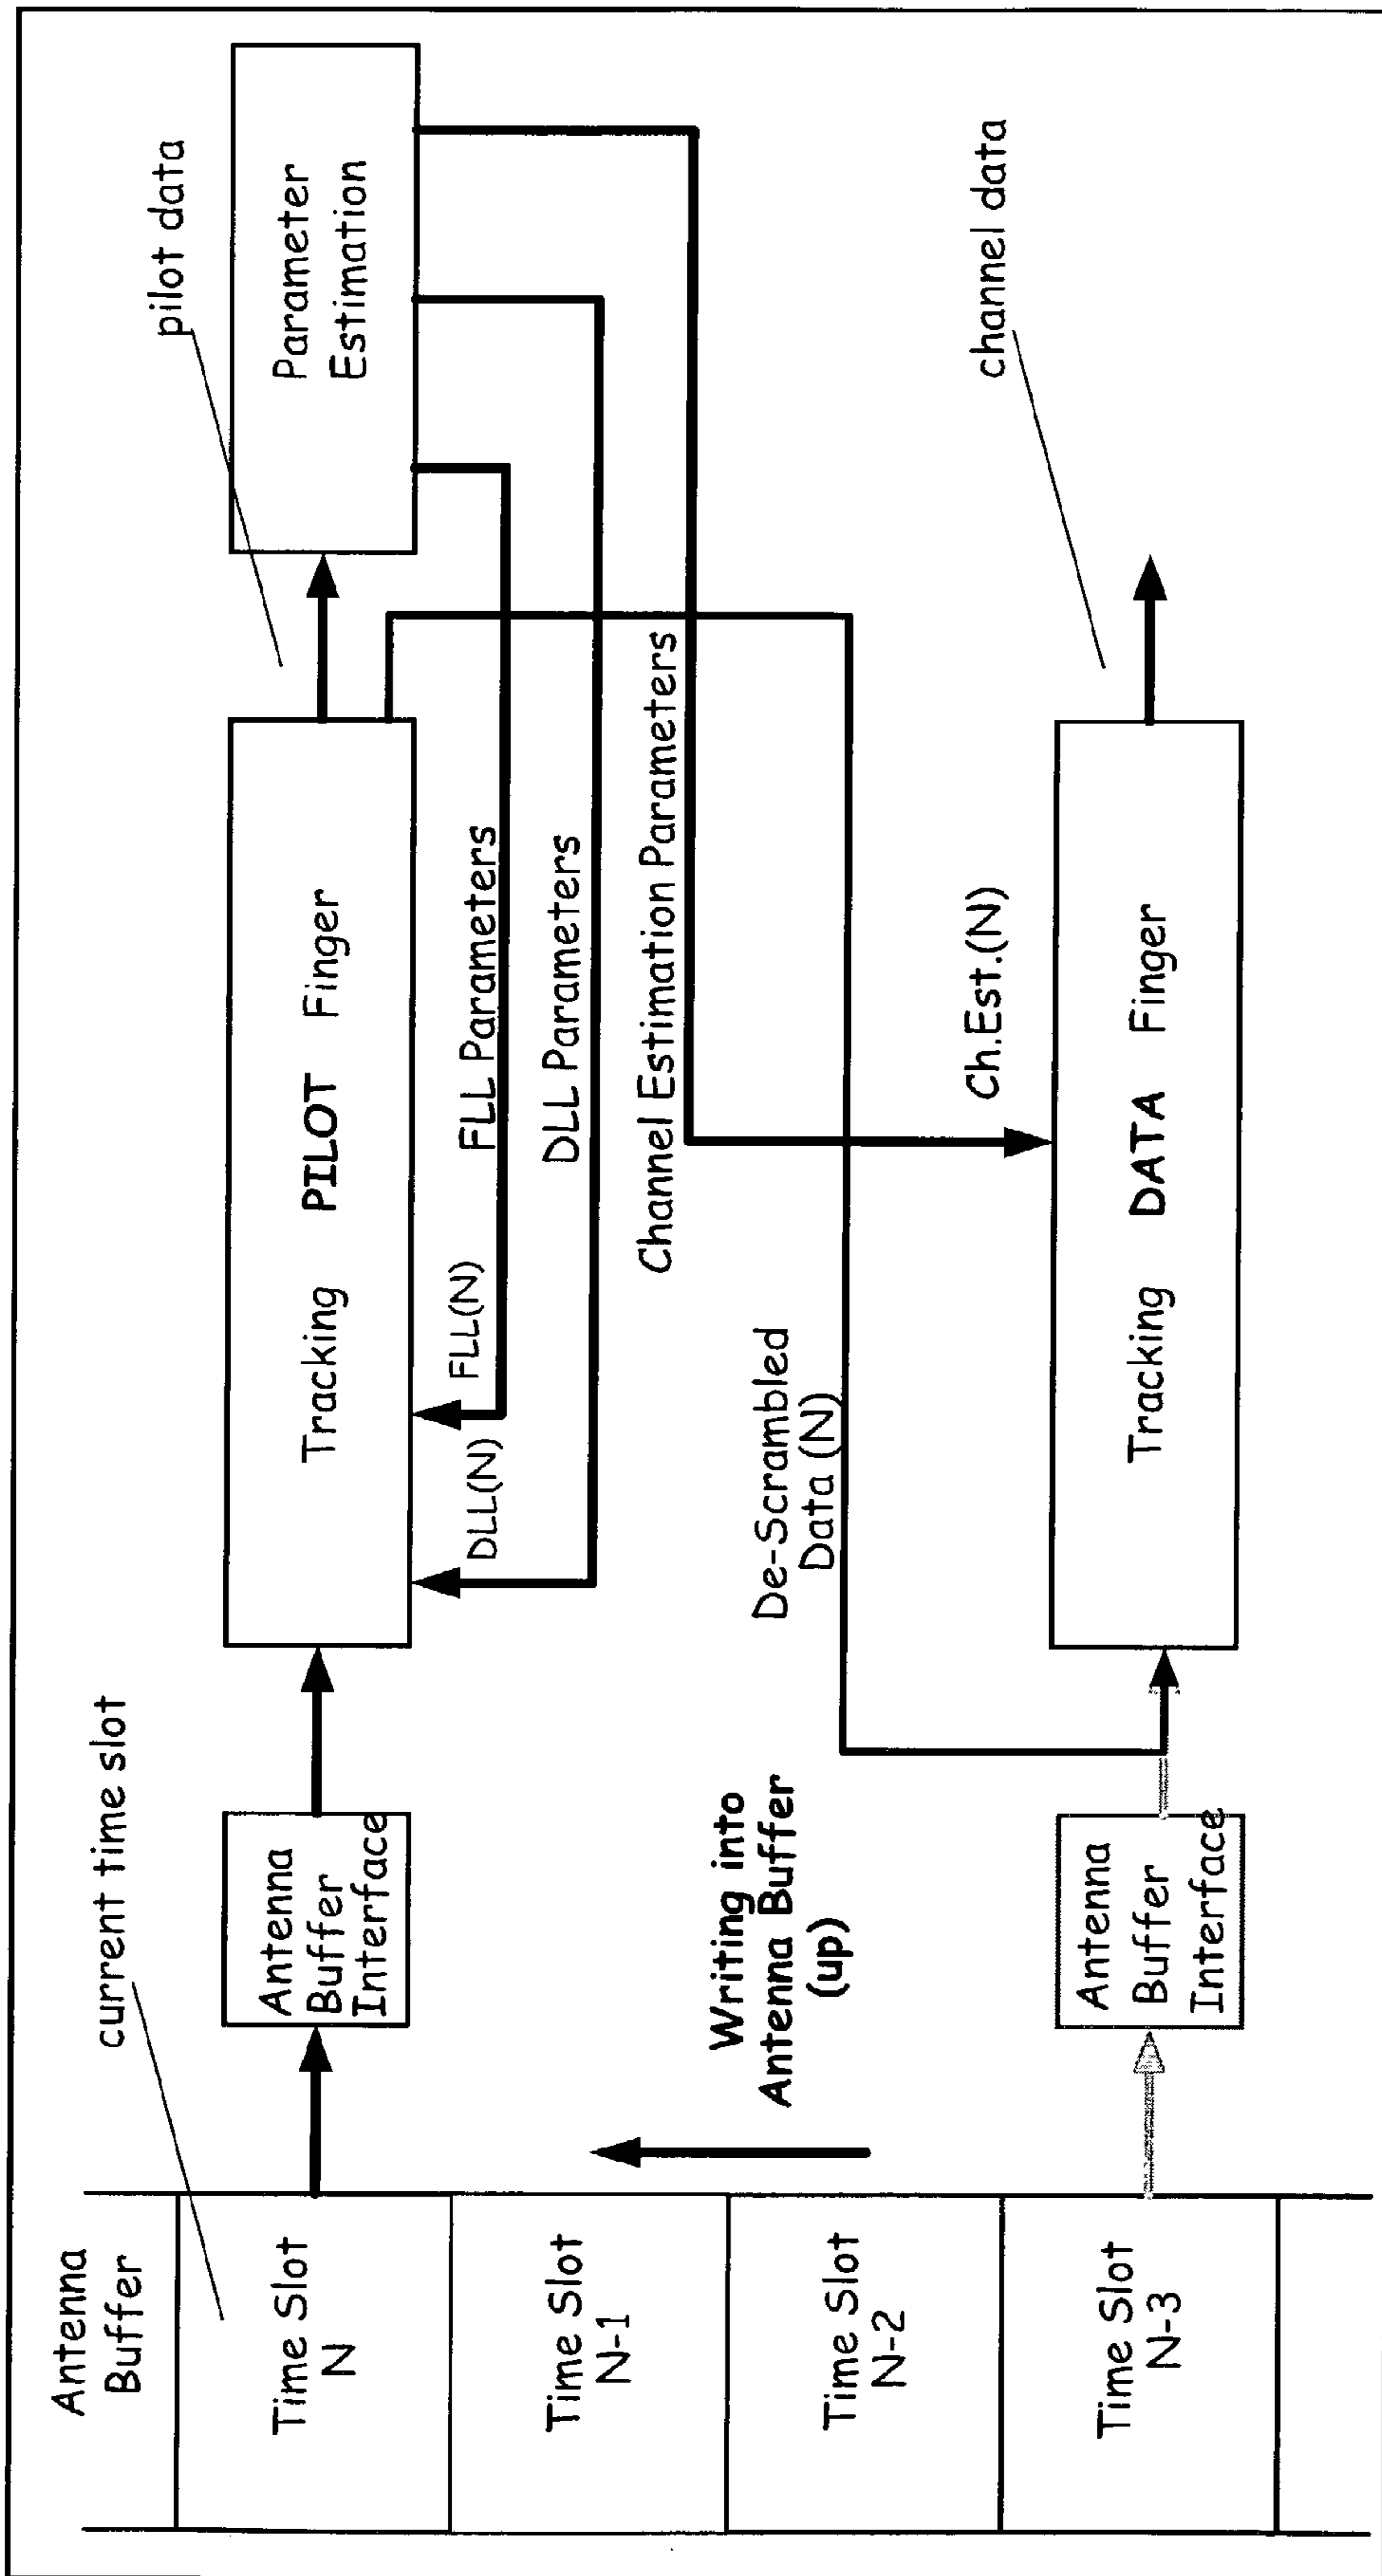 Antenna
Buffer
Time Slot
N
Time Slot
N-1
Time Slot
N-2
Time Slot
N-3
current time slot
Antenna
Buffer
Interface
Writing into
Antenna Buffer
(up)
Antenna
Buffer
Interface
Tracking PILOT Finger
DLL(N)
FLL(N)
FLL Parameters
DLL Parameters
Channel Estimation Parameters
De-Scrambled
Data (N)
Ch.Est.(N)
Tracking DATA Finger
pilot data
Parameter
Estimation
channel data